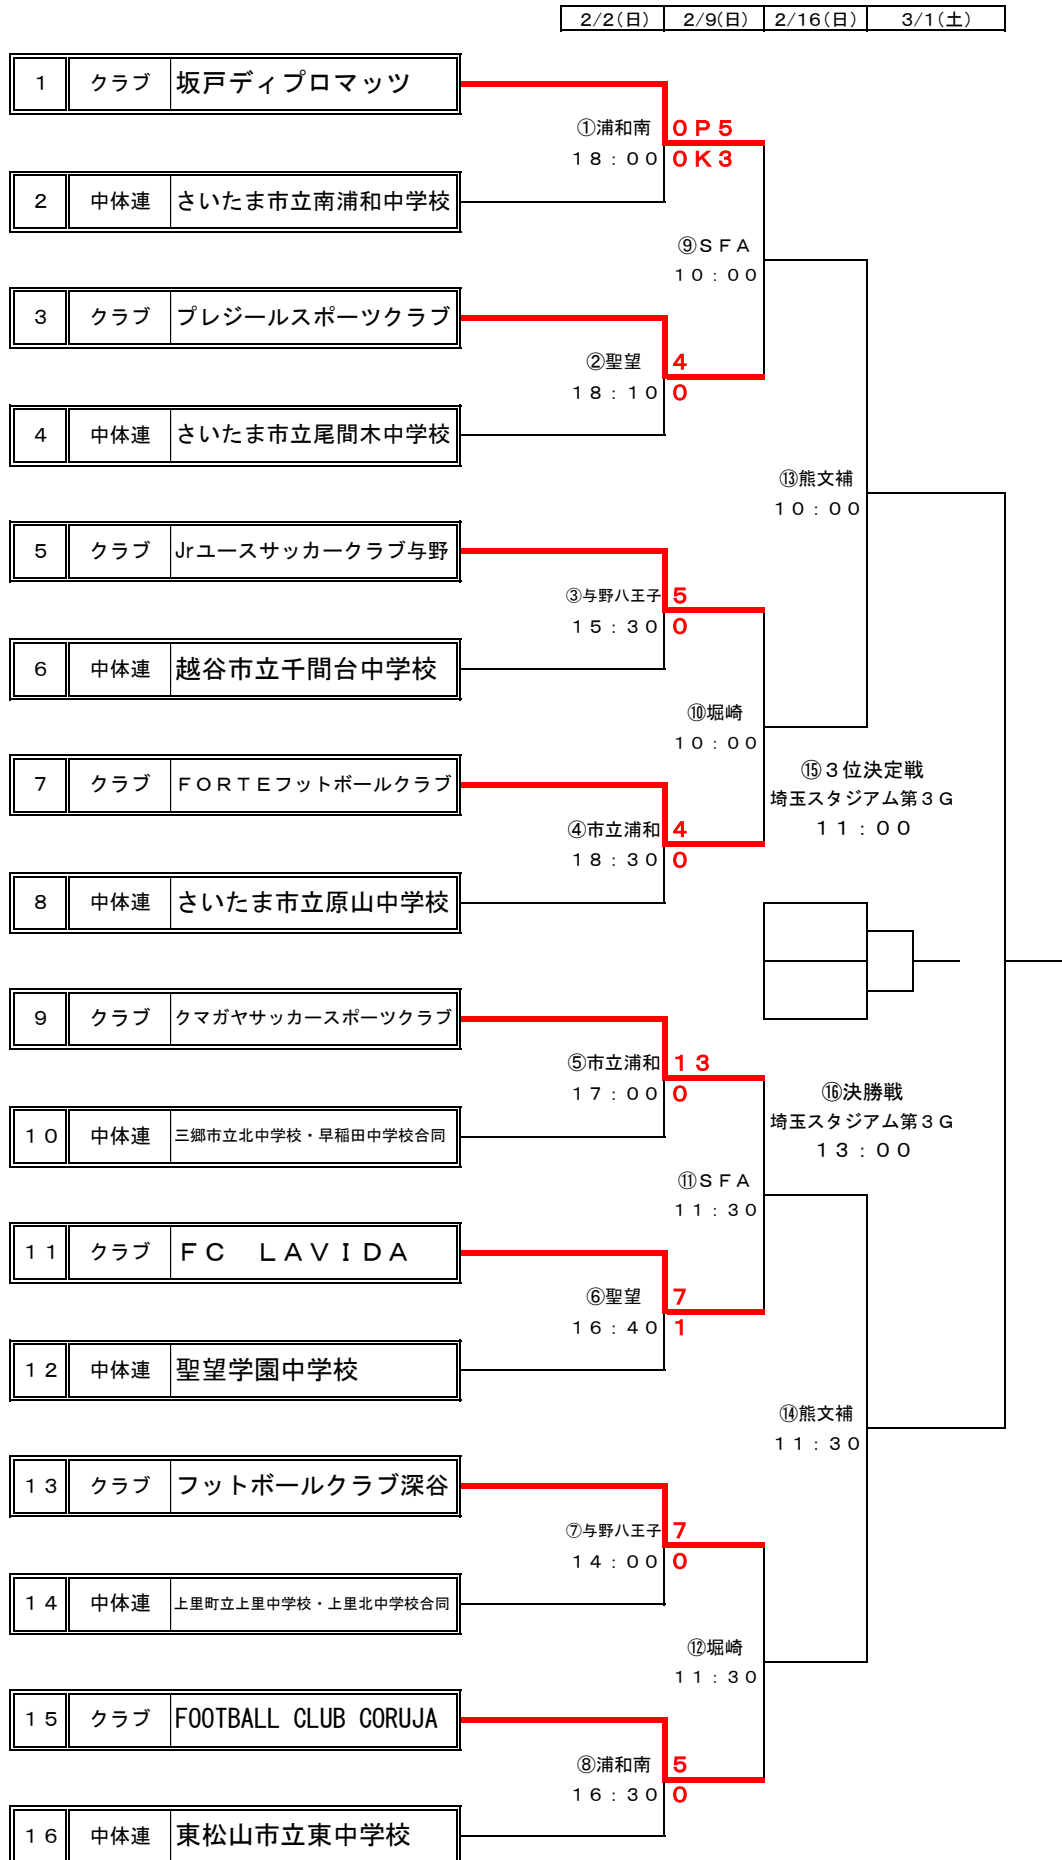 2/2(日) 2/9(日) 2/16(日) 3/1(土)
1 クラブ 坂戸ディプロマッツ
①浦和南 0P5
18:00 0K3
2 中体連 さいたま市立南浦和中学校
⑨SFA
10:00
3 クラブ プレジールスポーツクラブ
②聖望 4
18:10 0
4 中体連 さいたま市立尾間木中学校
⑬熊文補
10:00
5 クラブ Jrユースサッカークラブ与野
③与野八王子 5
15:30 0
6 中体連 越谷市立千間台中学校
⑩堀崎
10:00
7 クラブ FORTEフットボールクラブ
⑮3位決定戦
埼玉スタジアム第3G
11:00
④市立浦和 4
18:30 0
8 中体連 さいたま市立原山中学校
9 クラブ クマガヤサッカースポーツクラブ
⑤市立浦和 13
17:00 0
⑯決勝戦
埼玉スタジアム第3G
13:00
10 中体連 三郷市立北中学校・早稲田中学校合同
⑪SFA
11:30
11 クラブ FC LAVIDA
⑥聖望 7
16:40 1
12 中体連 聖望学園中学校
⑭熊文補
11:30
13 クラブ フットボールクラブ深谷
⑦与野八王子 7
14:00 0
14 中体連 上里町立上里中学校・上里北中学校合同
⑫堀崎
11:30
15 クラブ FOOTBALL CLUB CORUJA
⑧浦和南 5
16:30 0
16 中体連 東松山市立東中学校